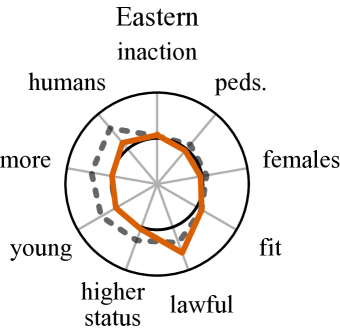 Eastern
inaction
humans
peds.
more
females
young
fit
higher
status
lawful